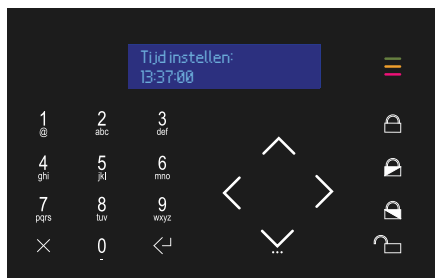 Tijd instellen:
13:37:00
1 2 3
@ abc def
4 5 6
ghi jkl mno
7 8 9
pqrs tuv wxyz
0
-
...